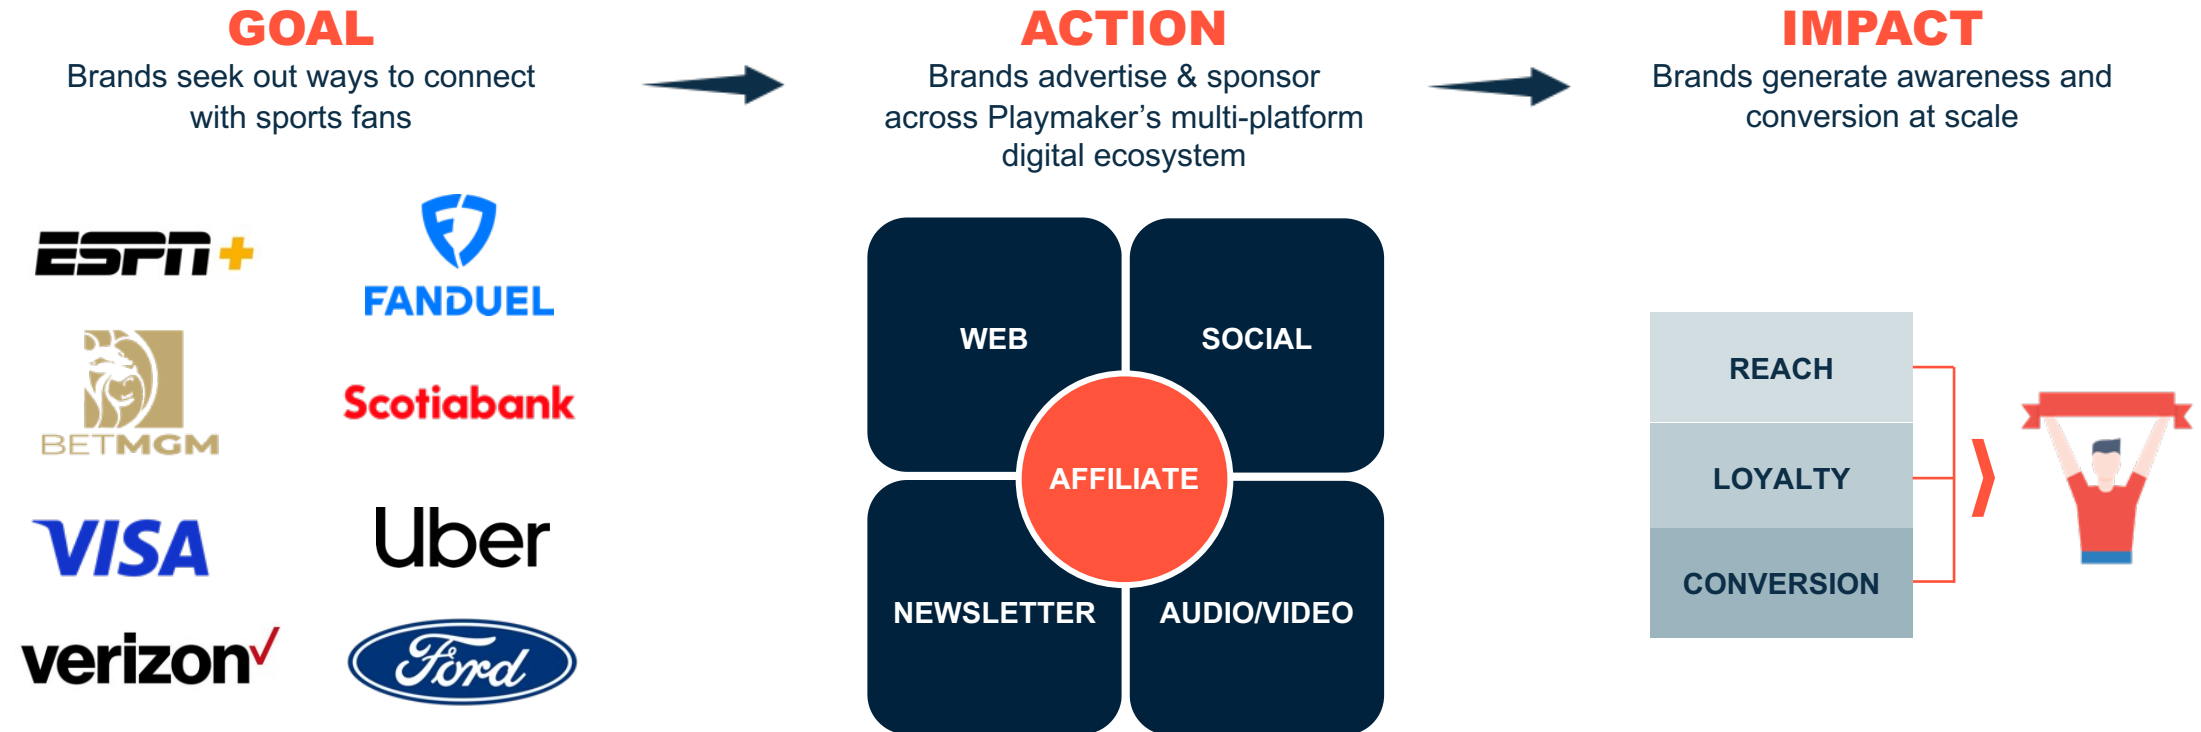 GOAL
Brands seek out ways to connect
with sports fans
ESPN+
FANDUEL
BETMGM
Scotiabank
VISA
Uber
verizon
Ford
ACTION
Brands advertise & sponsor
across Playmaker’s multi-platform
digital ecosystem
WEB
SOCIAL
AFFILIATE
NEWSLETTER
AUDIO/VIDEO
IMPACT
Brands generate awareness and
conversion at scale
REACH
LOYALTY
CONVERSION